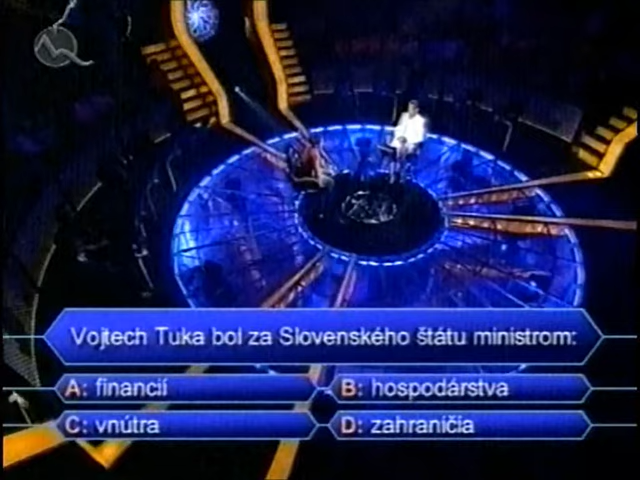 Vojtech Tuka bol za Slovenského štátu ministrom:
A: financií
B: hospodárstva
C: vnútra
D: zahraničia